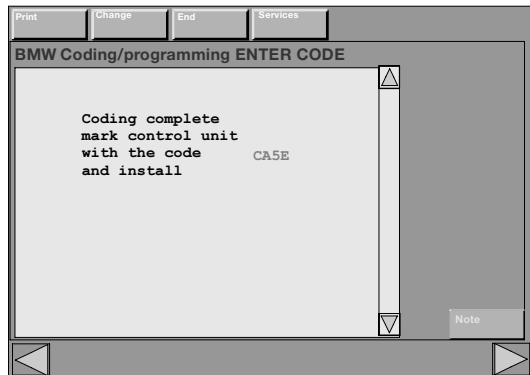 Print Change End Services
BMW Coding/programming ENTER CODE
Coding complete
mark control unit
with the code CA5E
and install
Note